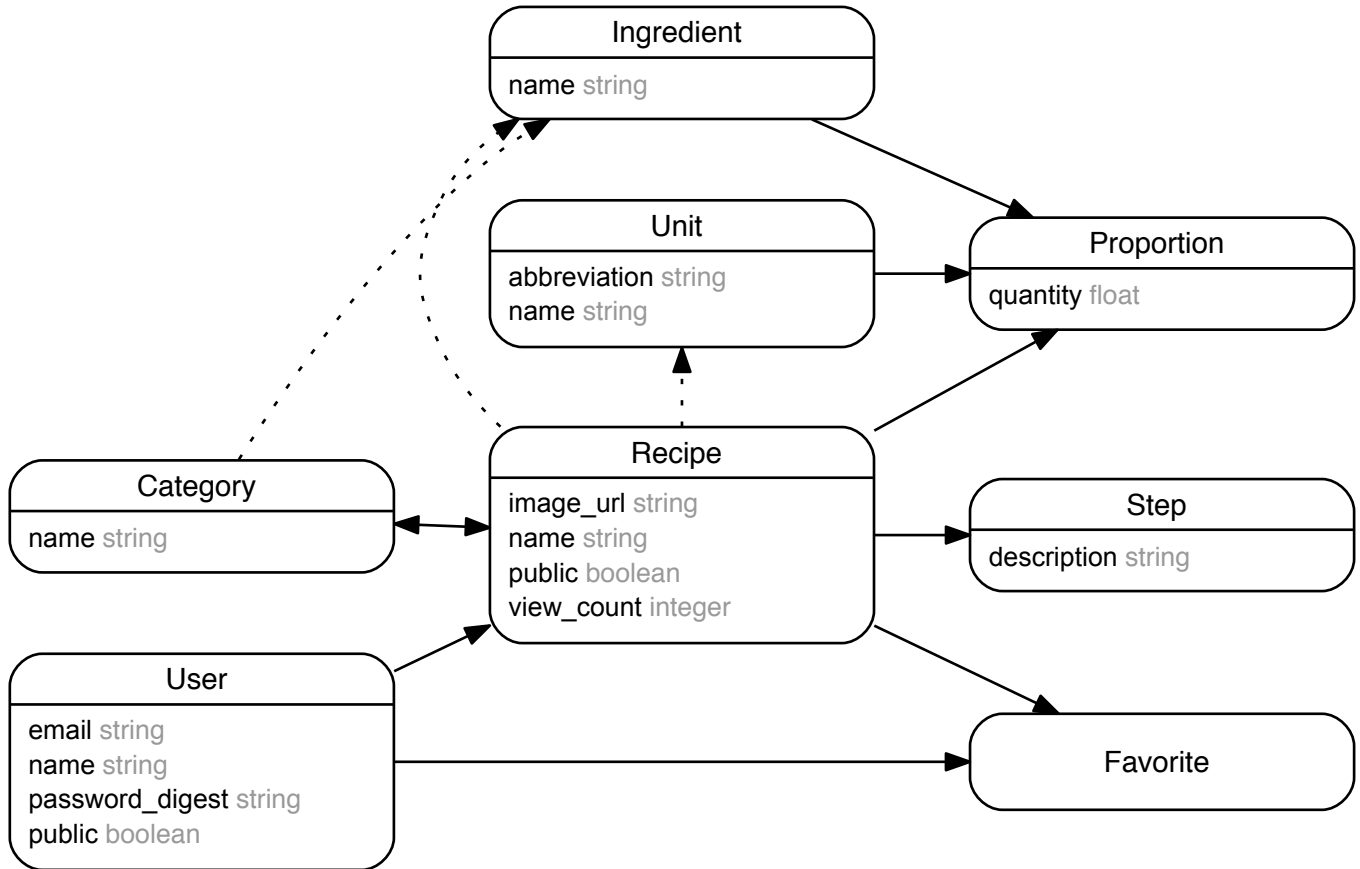 Ingredient
name string
Unit
abbreviation string
name string
Proportion
quantity float
Category
name string
Recipe
image_url string
name string
public boolean
view_count integer
Step
description string
User
email string
name string
password_digest string
public boolean
Favorite